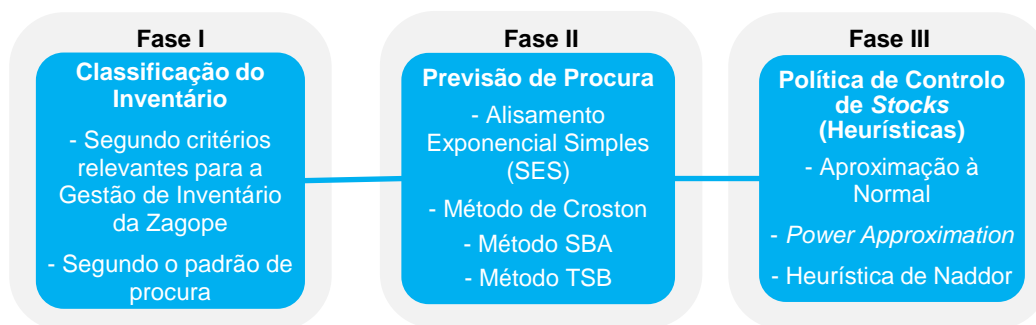 Fase I
Classificação do
Inventário
- Segundo critérios
relevantes para a
Gestão de Inventário
da Zagope
- Segundo o padrão de
procura
Fase II
Previsão de Procura
- Alisamento
Exponencial Simples
(SES)
- Método de Croston
- Método SBA
- Método TSB
Fase III
Política de Controlo
de Stocks
(Heurísticas)
- Aproximação à
Normal
- Power Approximation
- Heurística de Naddor